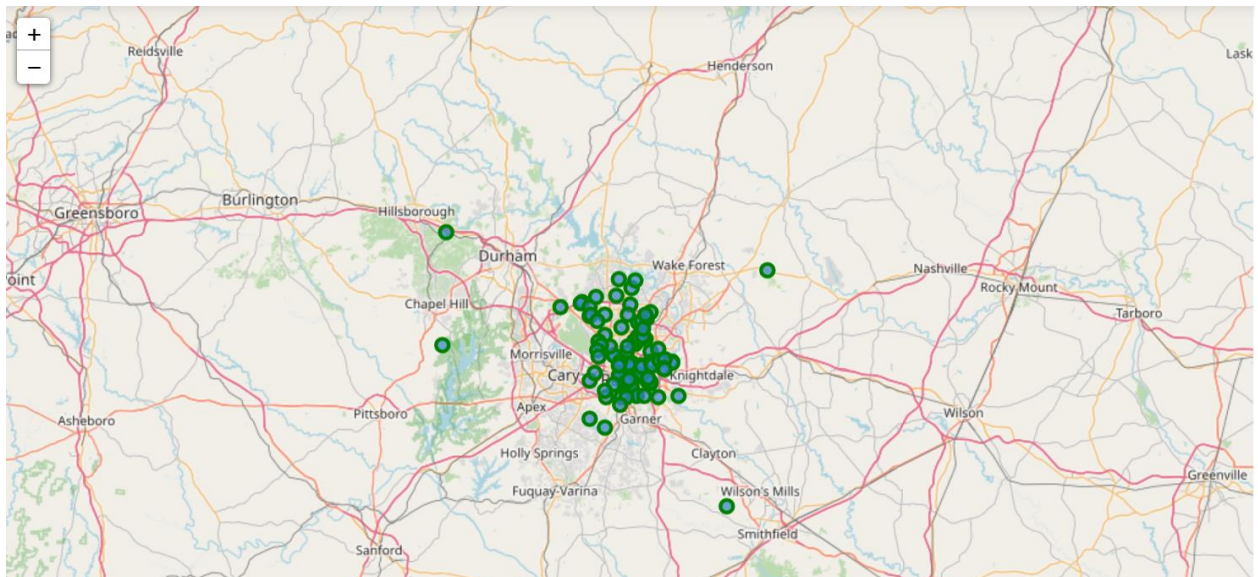 +
−
Reidsville
Henderson
Lask
Greensboro
Burlington
Hillsborough
Durham
Wake Forest
Nashville
Rocky Mount
oint
Chapel Hill
Tarboro
Morrisville
Cary
Knightdale
Apex
Pittsboro
Asheboro
Garner
Wilson
Holly Springs
Clayton
Greenville
Fuquay-Varina
Wilson's Mills
Smithfield
Sanford